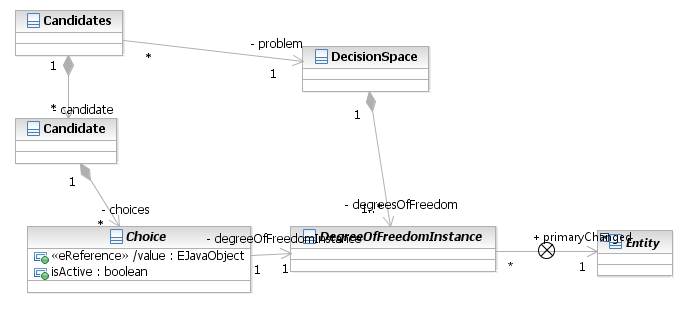 Candidates
- problem
*
1
DecisionSpace
1
1
* - candidate
Candidate
1
- choices
*
- degreesOfFreedom
1..*
Choice
- degreeOfFreedomInstance
DegreeOfFreedomInstance
+ primaryChanged
Entity
«eReference» /value : EJavaObject
isActive : boolean
1
1
*
1